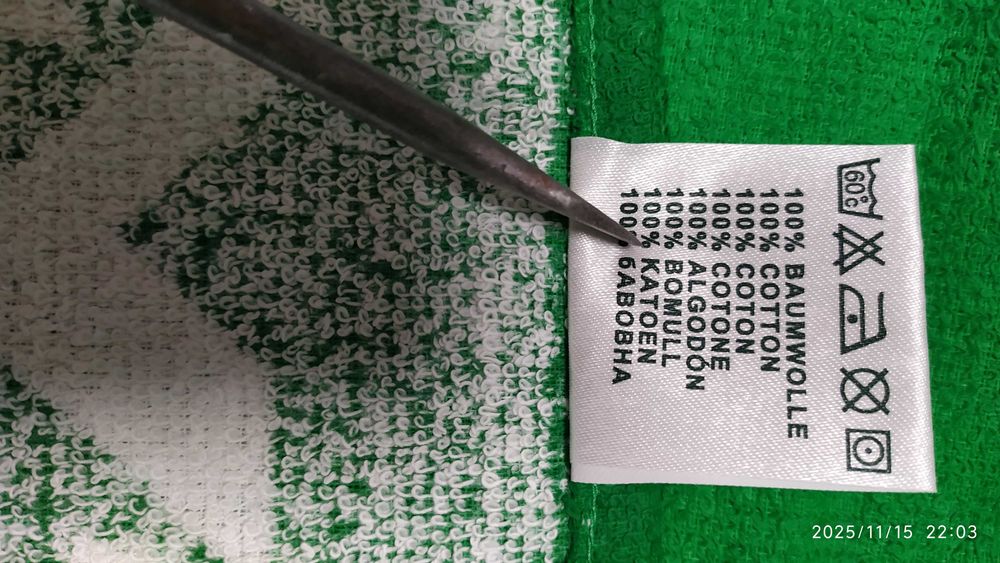 60°C
100% BAUMWOLLE
100% COTTON
100% COTON
100% COTONE
100% ALGODÓN
100% BOMULL
100% KATOEN
100% 6ABOBHA
2025/11/15 22:03